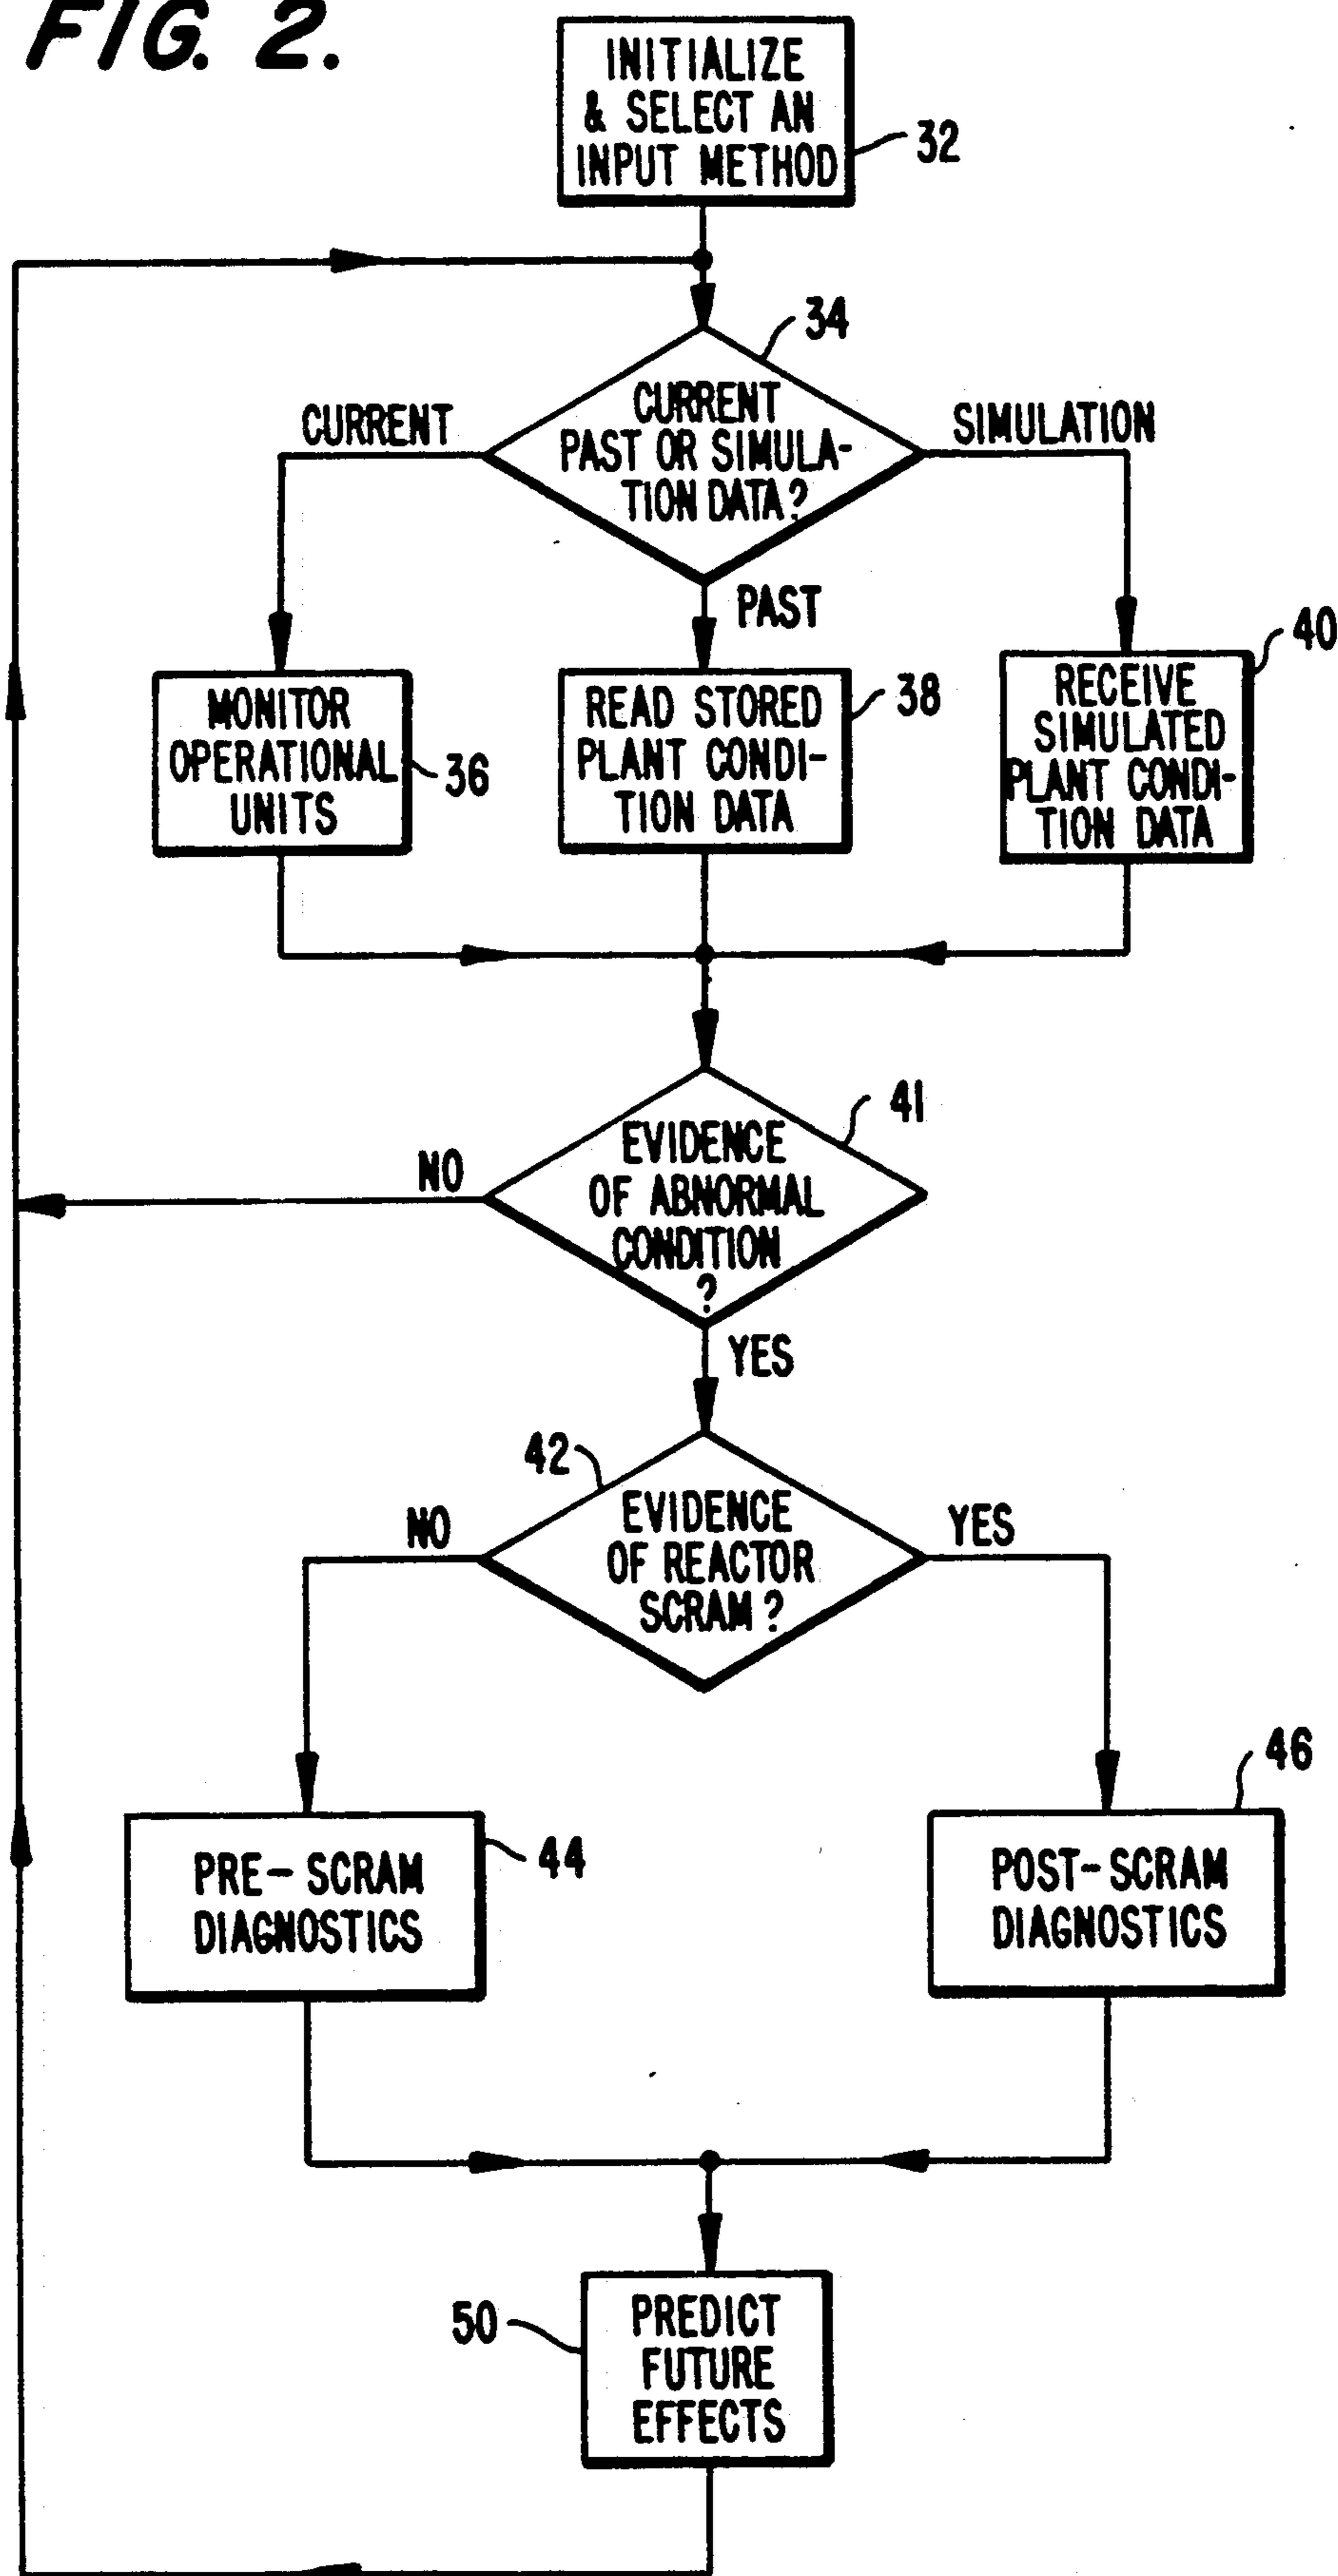 FIG. 2.
INITIALIZE
& SELECT AN
INPUT METHOD
32
34
CURRENT
PAST OR SIMULA-
TION DATA?
CURRENT
SIMULATION
PAST
MONITOR
OPERATIONAL
UNITS
36
READ STORED
PLANT CONDI-
TION DATA
38
RECEIVE
SIMULATED
PLANT CONDI-
TION DATA
40
41
EVIDENCE
OF ABNORMAL
CONDITION
?
NO
YES
42
EVIDENCE
OF REACTOR
SCRAM?
NO
YES
PRE-SCRAM
DIAGNOSTICS
44
POST-SCRAM
DIAGNOSTICS
46
50
PREDICT
FUTURE
EFFECTS